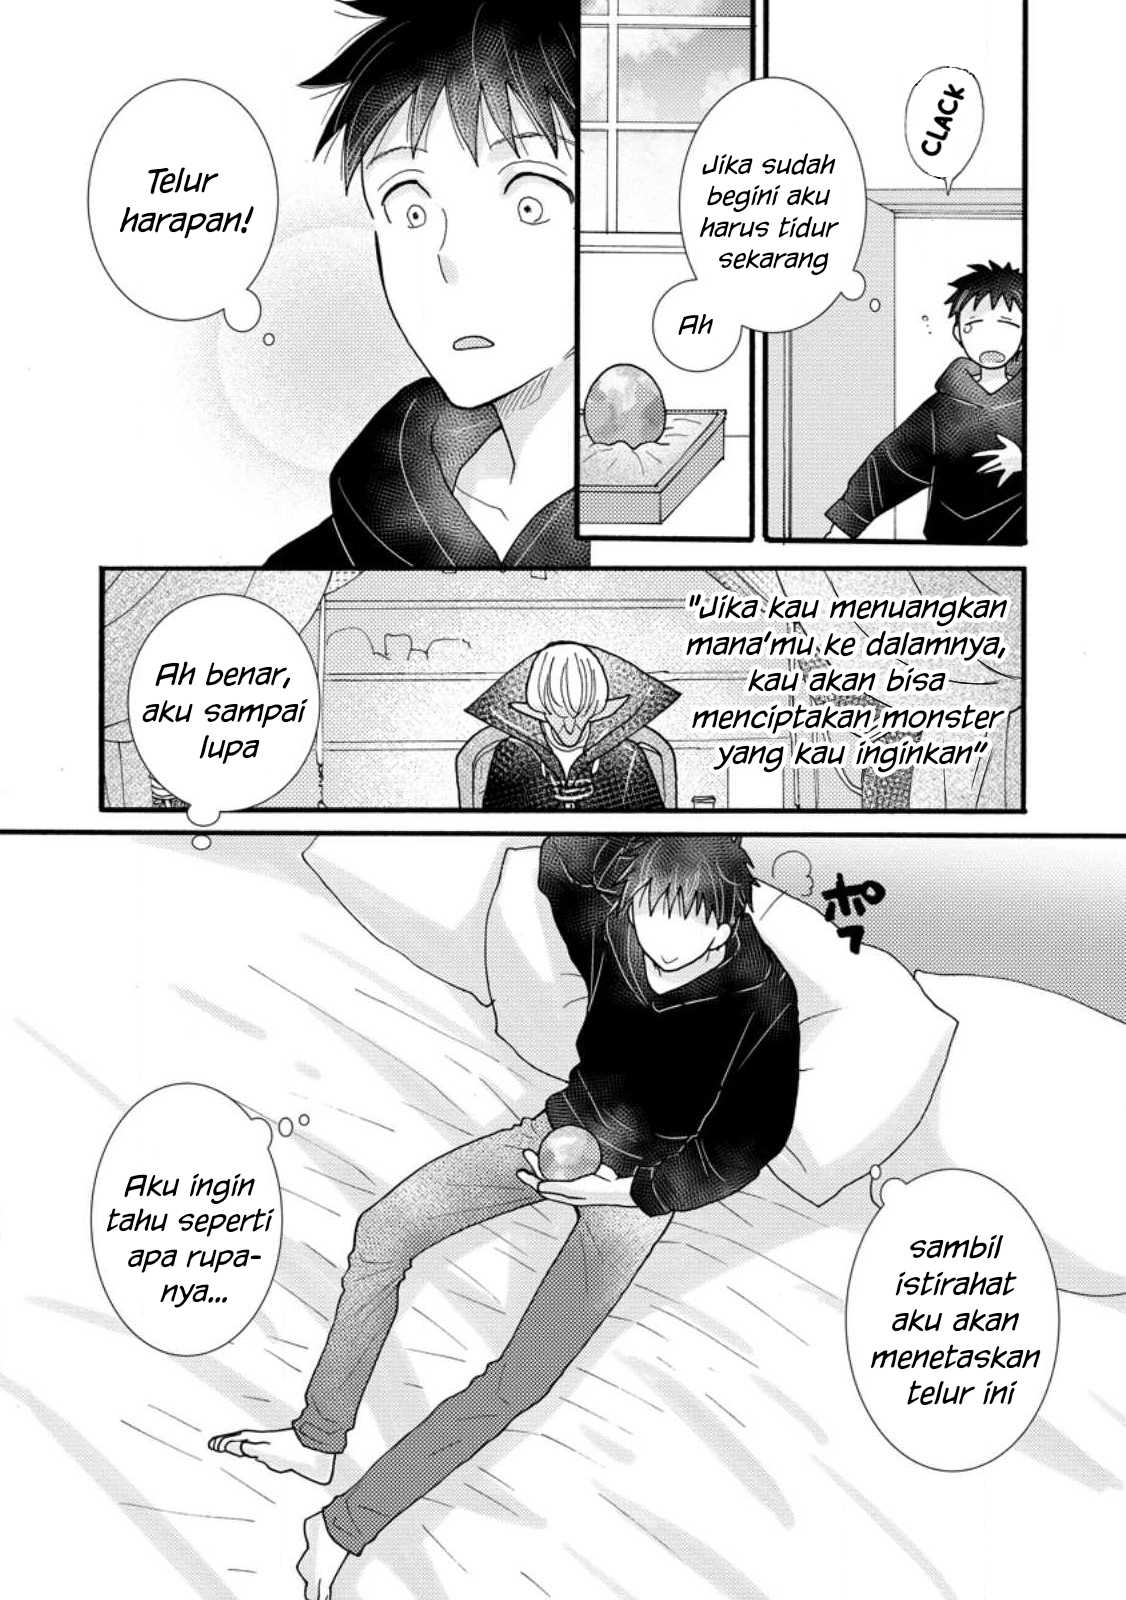 CLACK
Jika sudah
begini aku
harus tidur
sekarang
Ah
Telur
harapan!
"Jika kau menuangkan
mana'mu ke dalamnya,
kau akan bisa
menciptakan monster
yang kau inginkan"
Ah benar,
aku sampai
lupa
ポフ
sambil
istirahat
aku akan
menetaskan
telur ini
Aku ingin
tahu seperti
apa rupa-
nya...